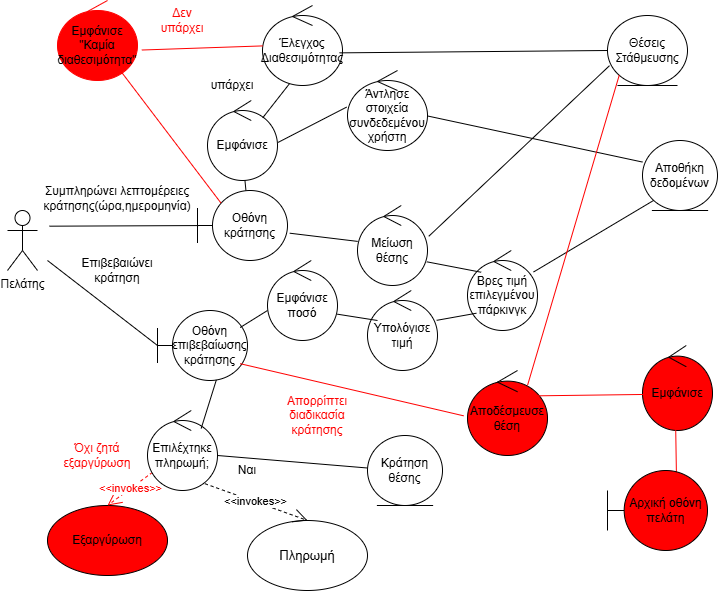 Δεν
υπάρχει
Εμφάνισε
"Καμία
διαθεσιμότητα"
Έλεγχος
Διαθεσιμότητας
Θέσεις
Στάθμευσης
υπάρχει
Άντλησε
στοιχεία
συνδεδεμένου
χρήστη
Εμφάνισε
Αποθήκη
δεδομένων
Συμπληρώνει λεπτομέρειες
κράτησης(ώρα,ημερομηνία)
Οθόνη
κράτησης
Μείωση
θέσης
Πελάτης
Επιβεβαιώνει
κράτηση
Εμφάνισε
ποσό
Βρες τιμή
επιλεγμένου
πάρκινγκ
Οθόνη
επιβεβαίωσης
κράτησης
Υπολόγισε
τιμή
Απορρίπτει
διαδικασία
κράτησης
Αποδέσμευσε
θέση
Εμφάνισε
Όχι ζητά
εξαργύρωση
Επιλέχτηκε
πληρωμή;
Ναι
Κράτηση
θέσης
<<invokes>>
<<invokes>>
Αρχική οθόνη
πελάτη
Εξαργύρωση
Πληρωμή